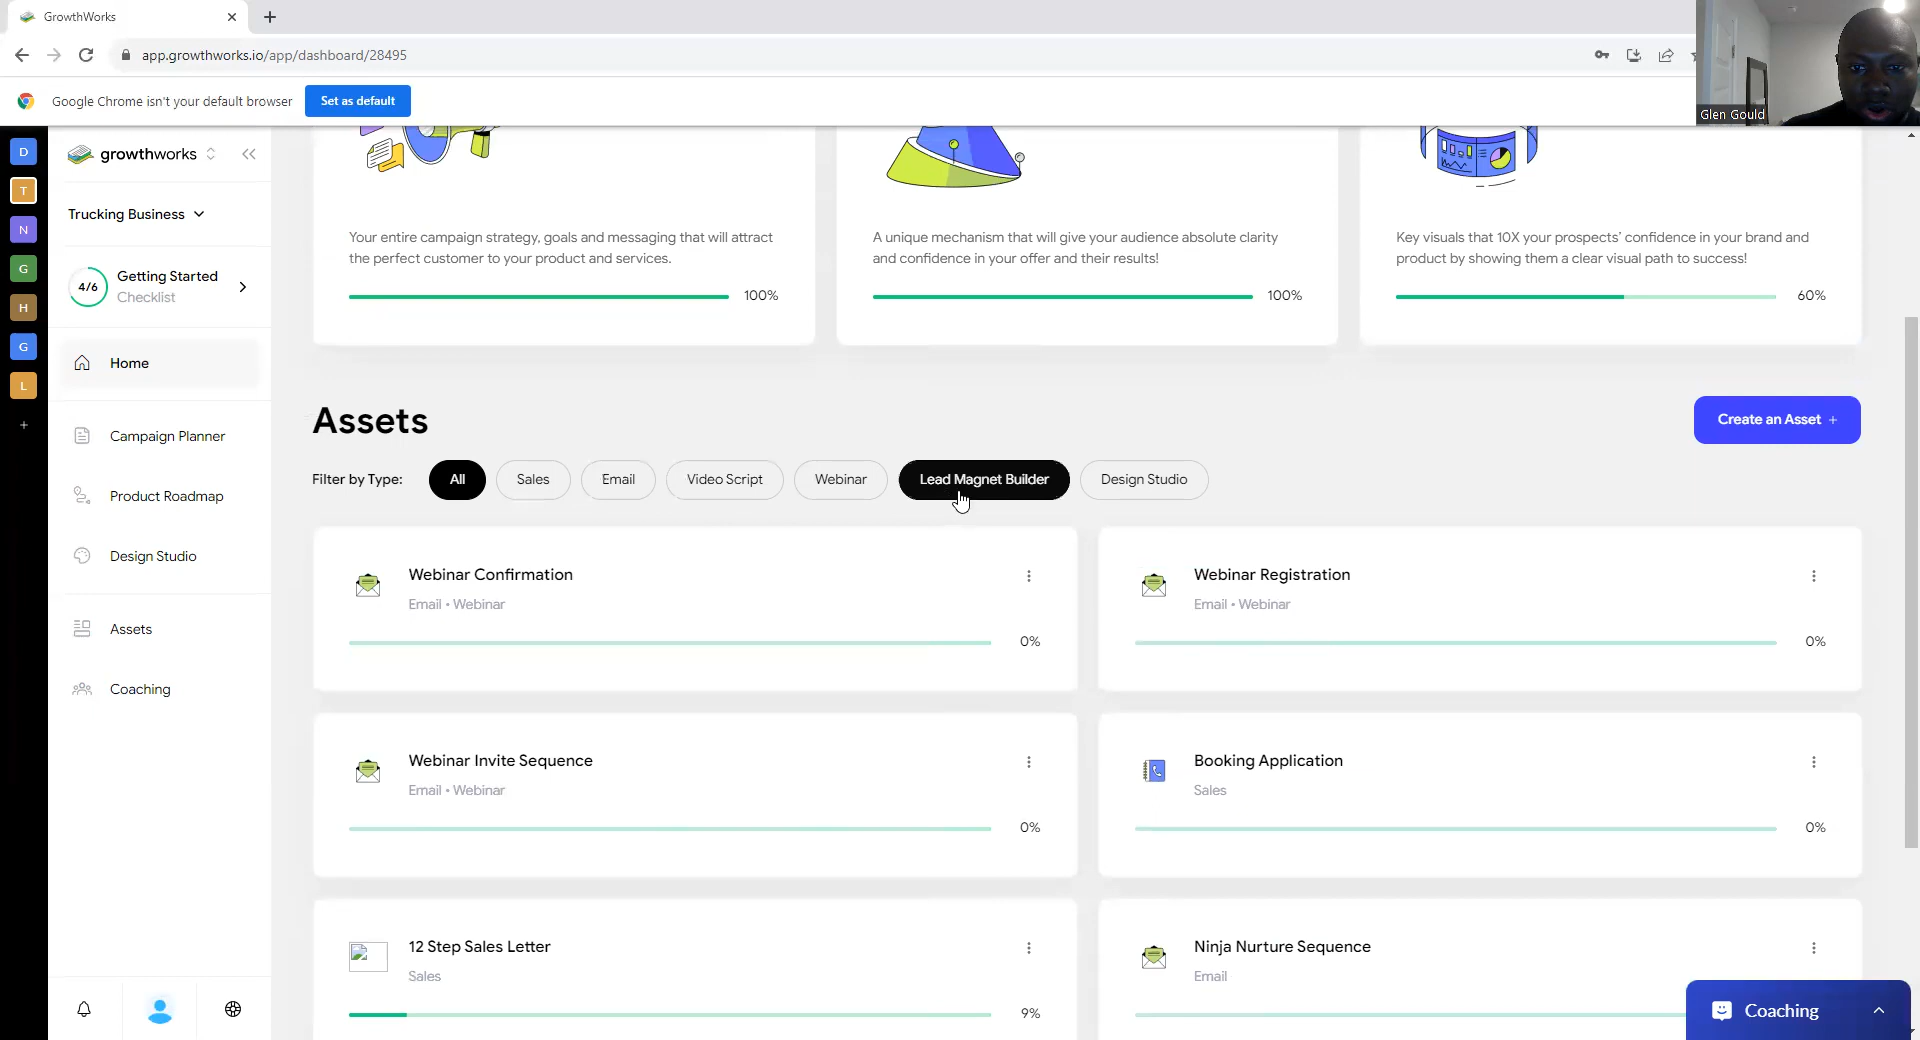 GrowthWorks
app.growthworks.io/app/dashboard/28495
Google Chrome isn't your default browser
Set as default
Glen Gould
D
T
N
G
H
G
L
growthworks
Trucking Business
4/6
Getting Started
Checklist
Home
Campaign Planner
Product Roadmap
Design Studio
Assets
Coaching
Your entire campaign strategy, goals and messaging that will attract
the perfect customer to your product and services.
100%
A unique mechanism that will give your audience absolute clarity
and confidence in your offer and their results!
100%
Key visuals that 10X your prospects’ confidence in your brand and
product by showing them a clear visual path to success!
60%
Assets
Create an Asset +
Filter by Type:
All
Sales
Email
Video Script
Webinar
Lead Magnet Builder
Design Studio
Webinar Confirmation
Email • Webinar
0%
Webinar Registration
Email • Webinar
0%
Webinar Invite Sequence
Email • Webinar
0%
Booking Application
Sales
0%
12 Step Sales Letter
Sales
9%
Ninja Nurture Sequence
Email
Coaching